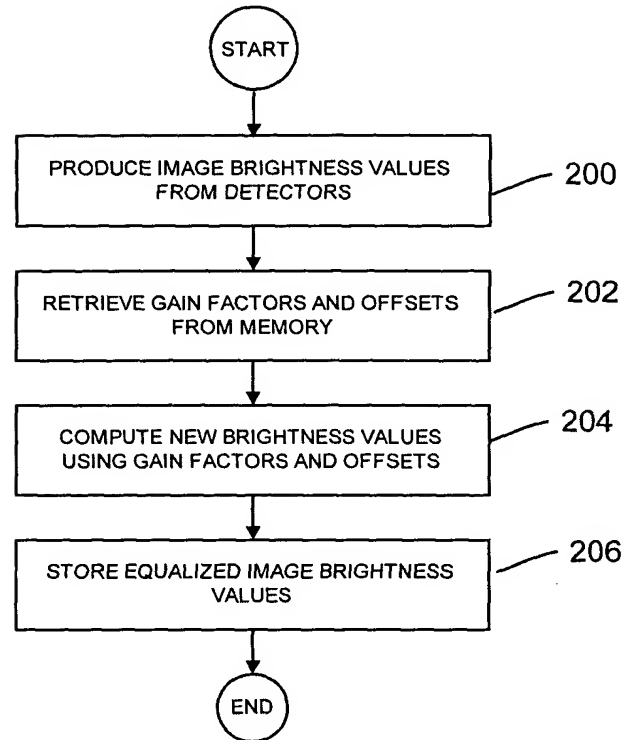 START
PRODUCE IMAGE BRIGHTNESS VALUES
FROM DETECTORS
200
RETRIEVE GAIN FACTORS AND OFFSETS
FROM MEMORY
202
COMPUTE NEW BRIGHTNESS VALUES
USING GAIN FACTORS AND OFFSETS
204
STORE EQUALIZED IMAGE BRIGHTNESS
VALUES
206
END